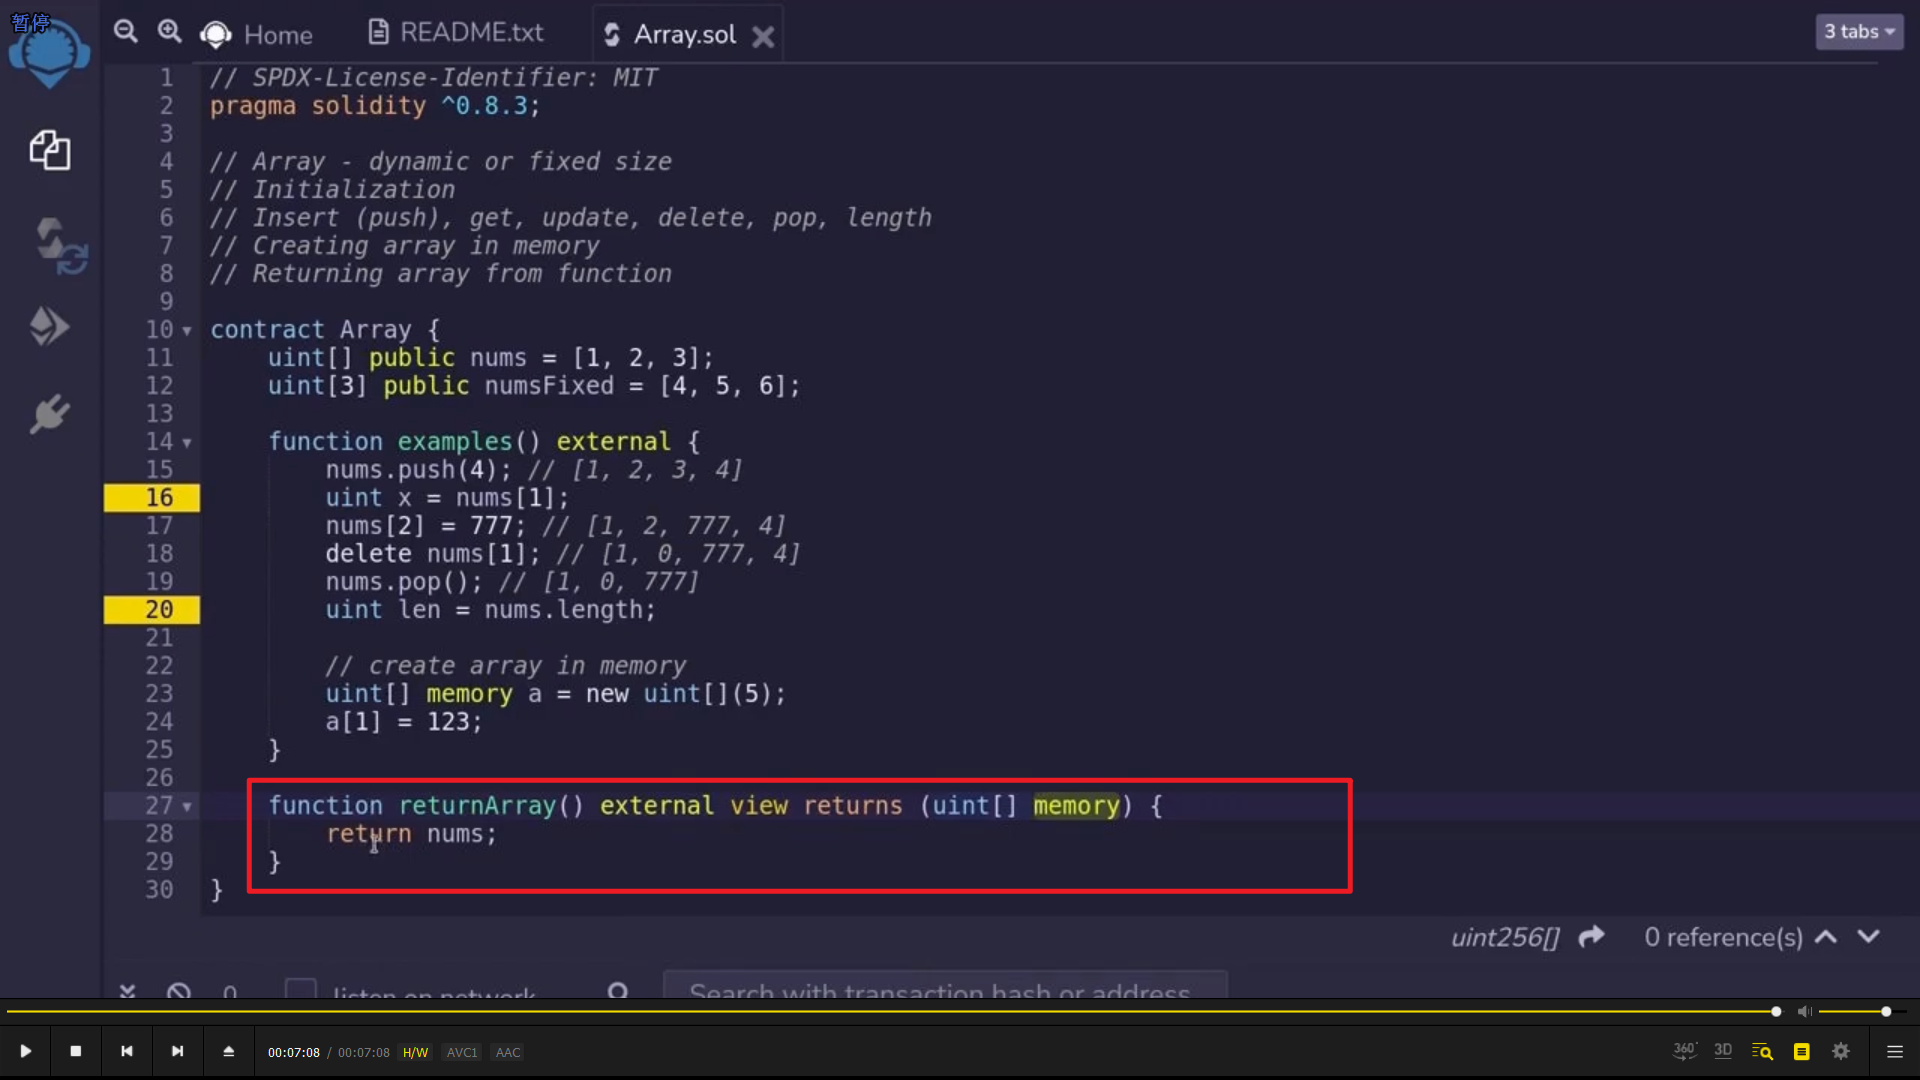 暂停
Home
README.txt
Array.sol
3 tabs
1 // SPDX-License-Identifier: MIT
2 pragma solidity ^0.8.3;
3
4 // Array - dynamic or fixed size
5 // Initialization
6 // Insert (push), get, update, delete, pop, length
7 // Creating array in memory
8 // Returning array from function
9
10 contract Array {
11 uint[] public nums = [1, 2, 3];
12 uint[3] public numsFixed = [4, 5, 6];
13
14 function examples() external {
15 nums.push(4); // [1, 2, 3, 4]
16 uint x = nums[1];
17 nums[2] = 777; // [1, 2, 777, 4]
18 delete nums[1]; // [1, 0, 777, 4]
19 nums.pop(); // [1, 0, 777]
20 uint len = nums.length;
21
22 // create array in memory
23 uint[] memory a = new uint[](5);
24 a[1] = 123;
25 }
26
27 function returnArray() external view returns (uint[] memory) {
28 return nums;
29 }
30 }
uint256[] 0 reference(s)
0 listen on network Search with transaction hash or address
00:07:08 / 00:07:08 H/W AVC1 AAC 360° 3D